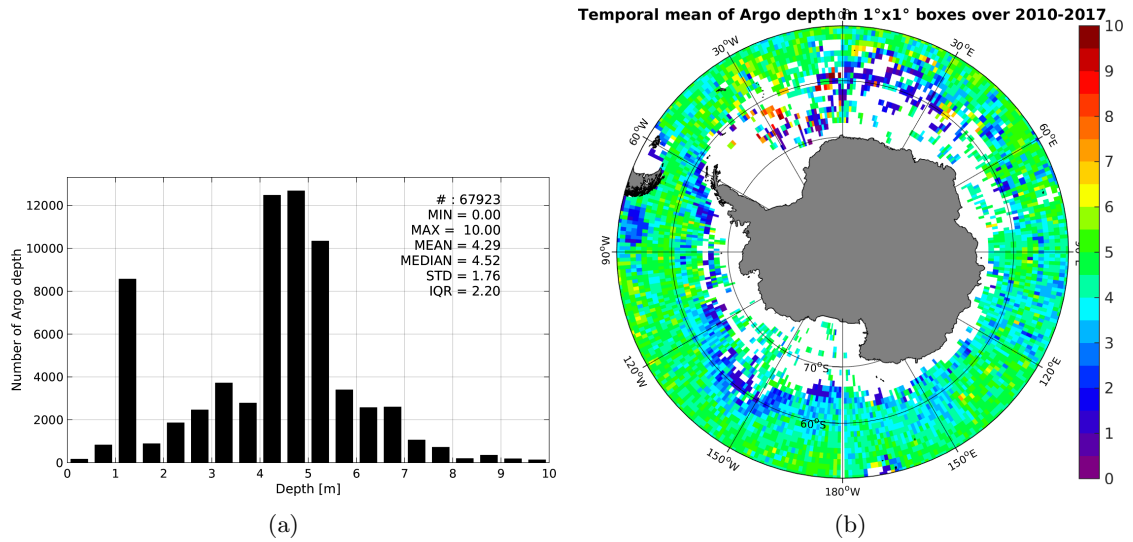 Temporal mean of Argo depth in 1°x1° boxes over 2010-2017
# : 67923
MIN = 0.00
MAX = 10.00
MEAN = 4.29
MEDIAN = 4.52
STD = 1.76
IQR = 2.20
Number of Argo depth
12000
10000
8000
6000
4000
2000
0
0 1 2 3 4 5 6 7 8 9 10
Depth [m]
(a)
30°W
30°E
60°W
60°E
90°W
120°W
120°E
150°W
150°E
180°W
70°S
60°S
10
9
8
7
6
5
4
3
2
1
0
(b)